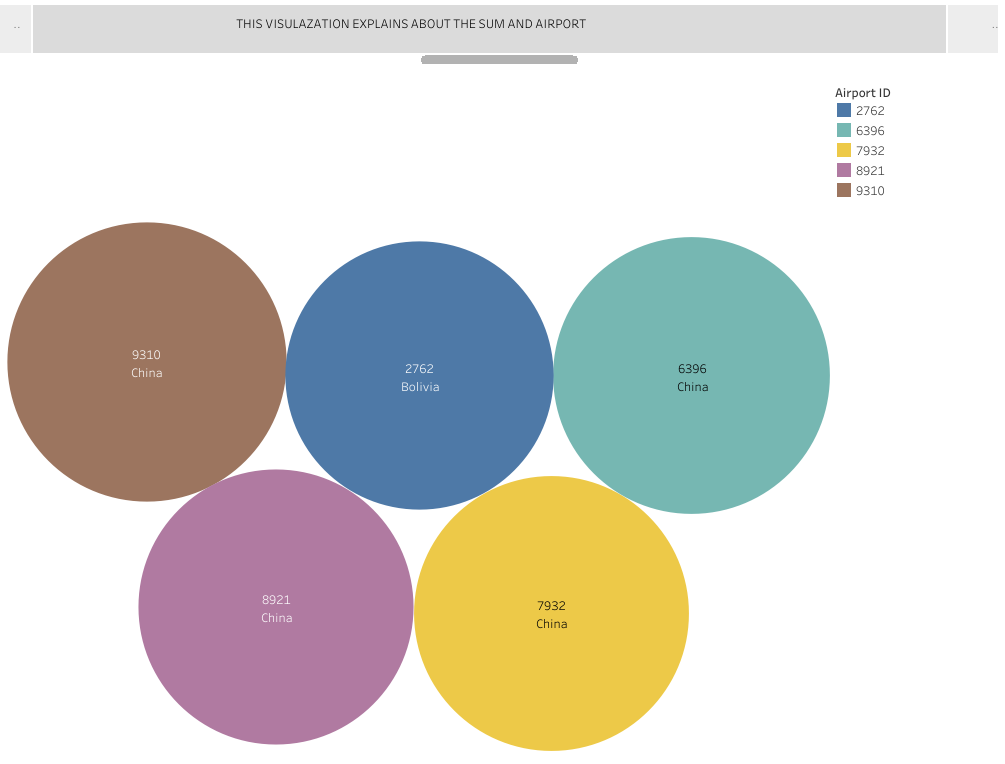 THIS VISULAZATION EXPLAINS ABOUT THE SUM AND AIRPORT
Airport ID
2762
6396
7932
8921
9310
9310
China
2762
Bolivia
6396
China
8921
China
7932
China